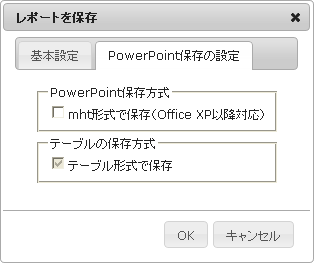 レポートを保存
基本設定
PowerPoint保存の設定
PowerPoint保存方式
mht形式で保存(Office XP以降対応)
テーブルの保存方式
テーブル形式で保存
OK
キャンセル